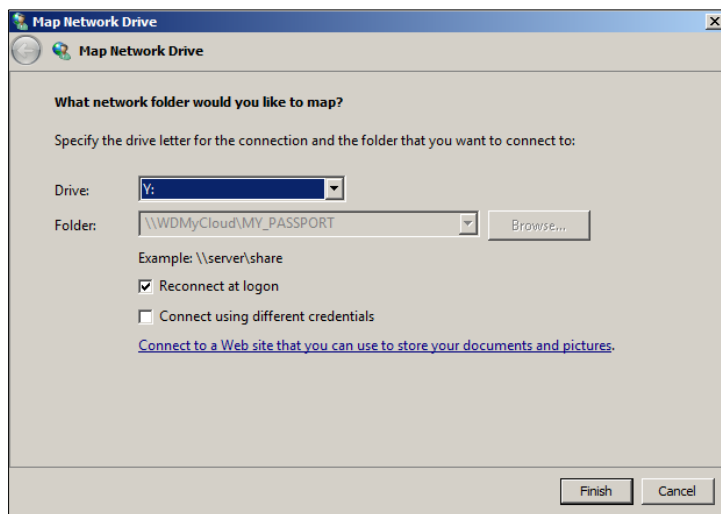 Map Network Drive
Map Network Drive
What network folder would you like to map?
Specify the drive letter for the connection and the folder that you want to connect to:
Drive: Y:
Folder: \\WDMyCloud\MY_PASSPORT Browse...
Example: \\server\share
Reconnect at logon
Connect using different credentials
Connect to a Web site that you can use to store your documents and pictures.
Finish Cancel